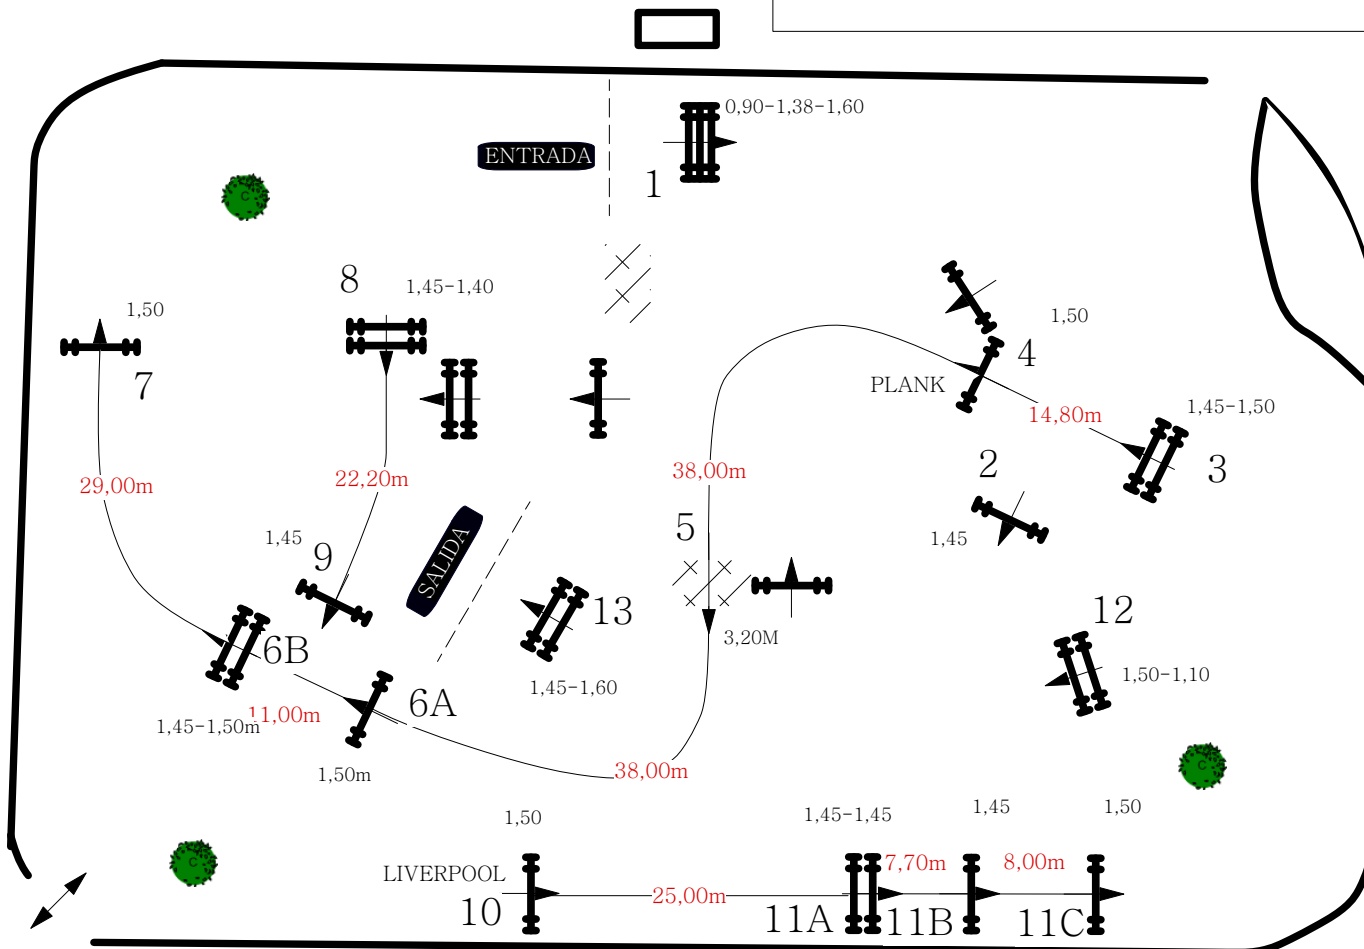 0,90-1,38-1,60
ENTRADA
1
8
1,45-1,40
1,50
7
1,50
4
PLANK
14,80m
1,45-1,50
3
2
1,45
38,00m
5
3,20M
29,00m
22,20m
1,45
9
SALIDA
13
1,45-1,60
12
1,50-1,10
6B
11,00m
1,45-1,50m
6A
1,50m
38,00m
1,50
LIVERPOOL
10
25,00m
1,45-1,45
11A
7,70m
11B
1,45
8,00m
11C
1,50
C
C
C